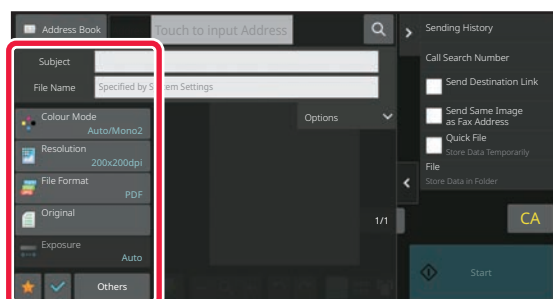 Address Book
Touch to input Address
Subject
File Name
Specified by System Settings
Colour Mode
Auto/Mono2
Resolution
200x200dpi
File Format
PDF
Original
Exposure
Auto
Others
Options
1/1
Sending History
Call Search Number
Send Destination Link
Send Same Image
as Fax Address
Quick File
Store Data Temporarily
File
Store Data in Folder
CA
Start